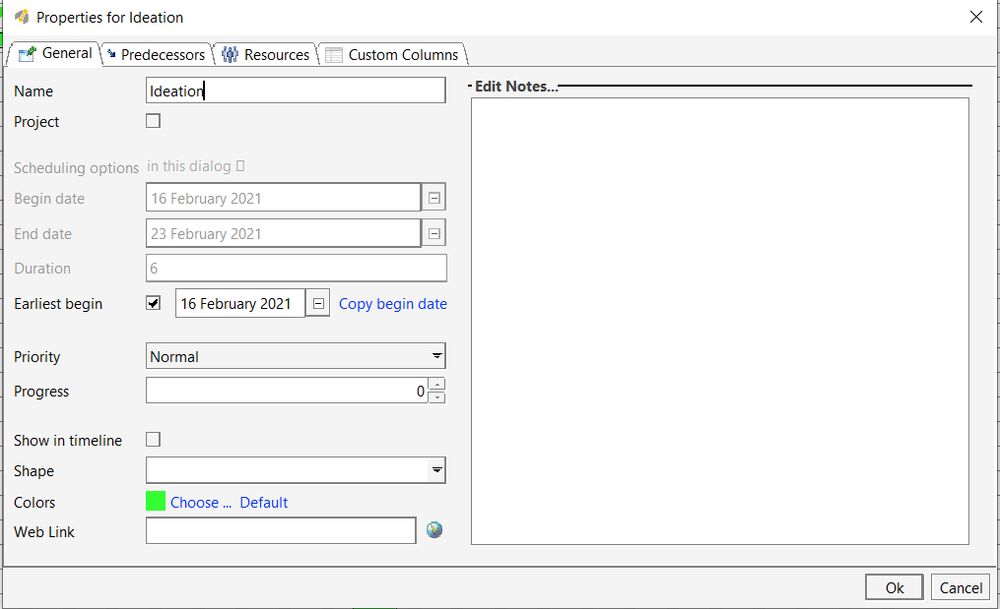 Properties for Ideation
General Predecessors Resources Custom Columns
Name Ideation
Project
Scheduling options in this dialog
Begin date 16 February 2021
End date 23 February 2021
Duration 6
Earliest begin 16 February 2021 Copy begin date
Priority Normal
Progress 0
Show in timeline
Shape
Colors Choose ... Default
Web Link
Edit Notes...
Ok Cancel